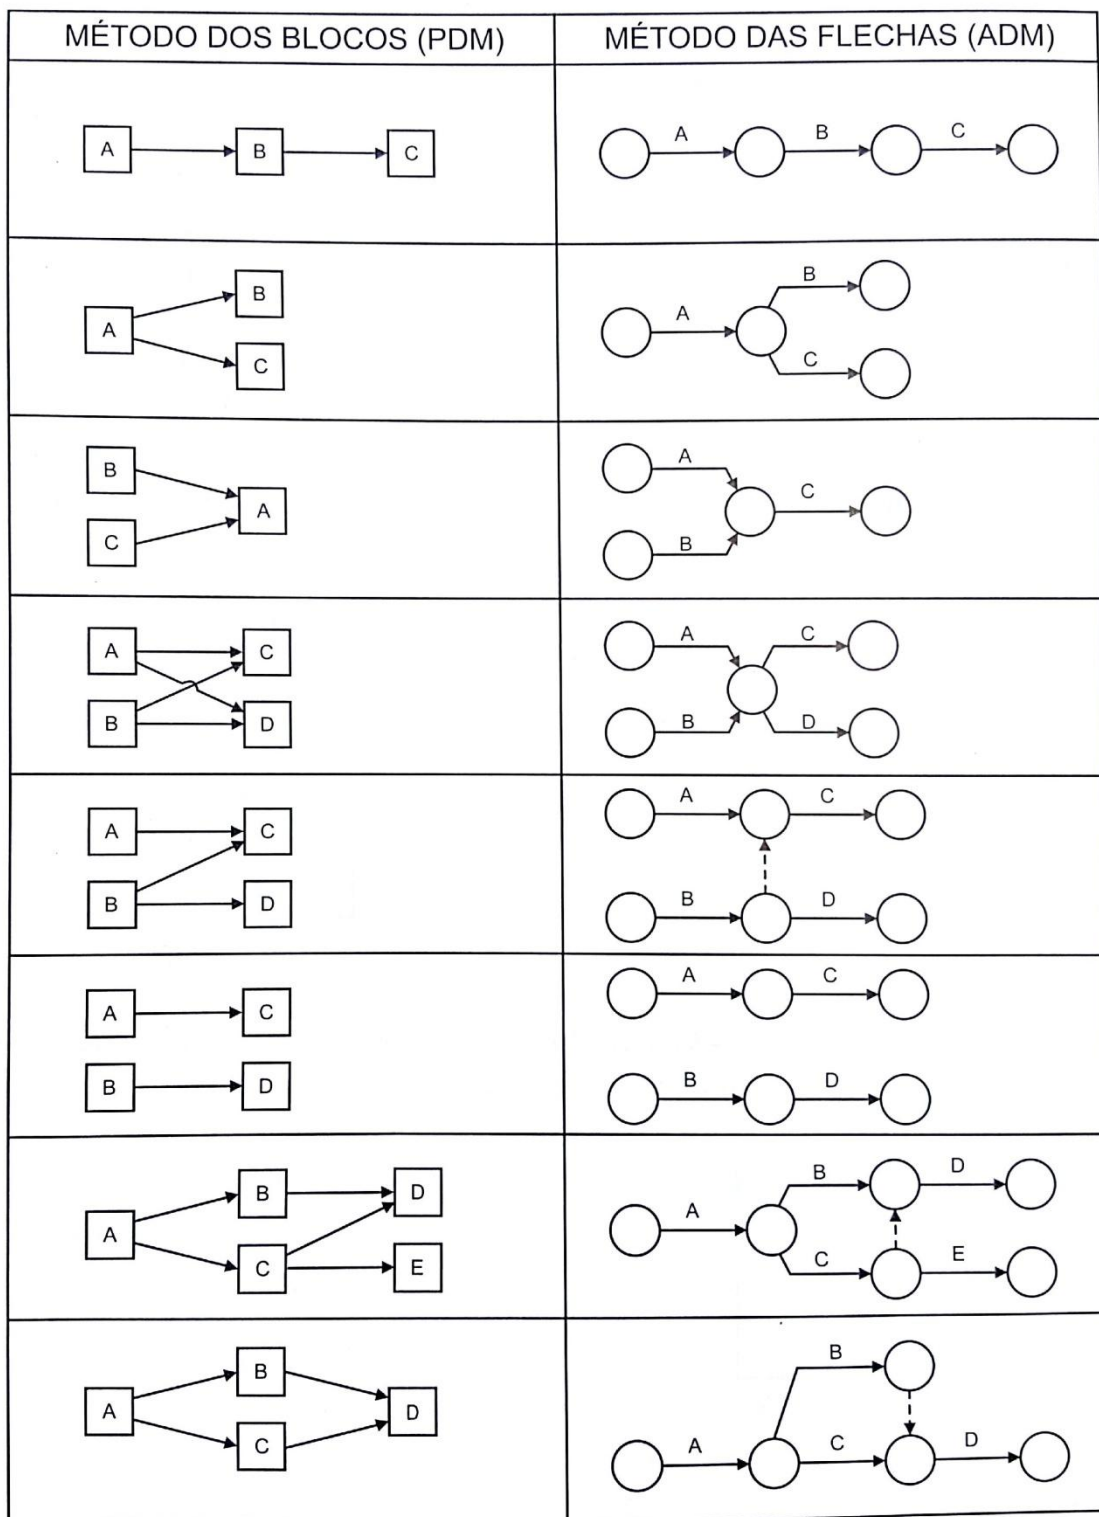 MÉTODO DOS BLOCOS (PDM) MÉTODO DAS FLECHAS (ADM)
A B C A B C
B B
A A
C C
B A
A C
C B
A C A C
B D B D
A C A C
B D B D
A C A C
B D B D
B D B D
A A
C E C E
B B
A D
C A C D